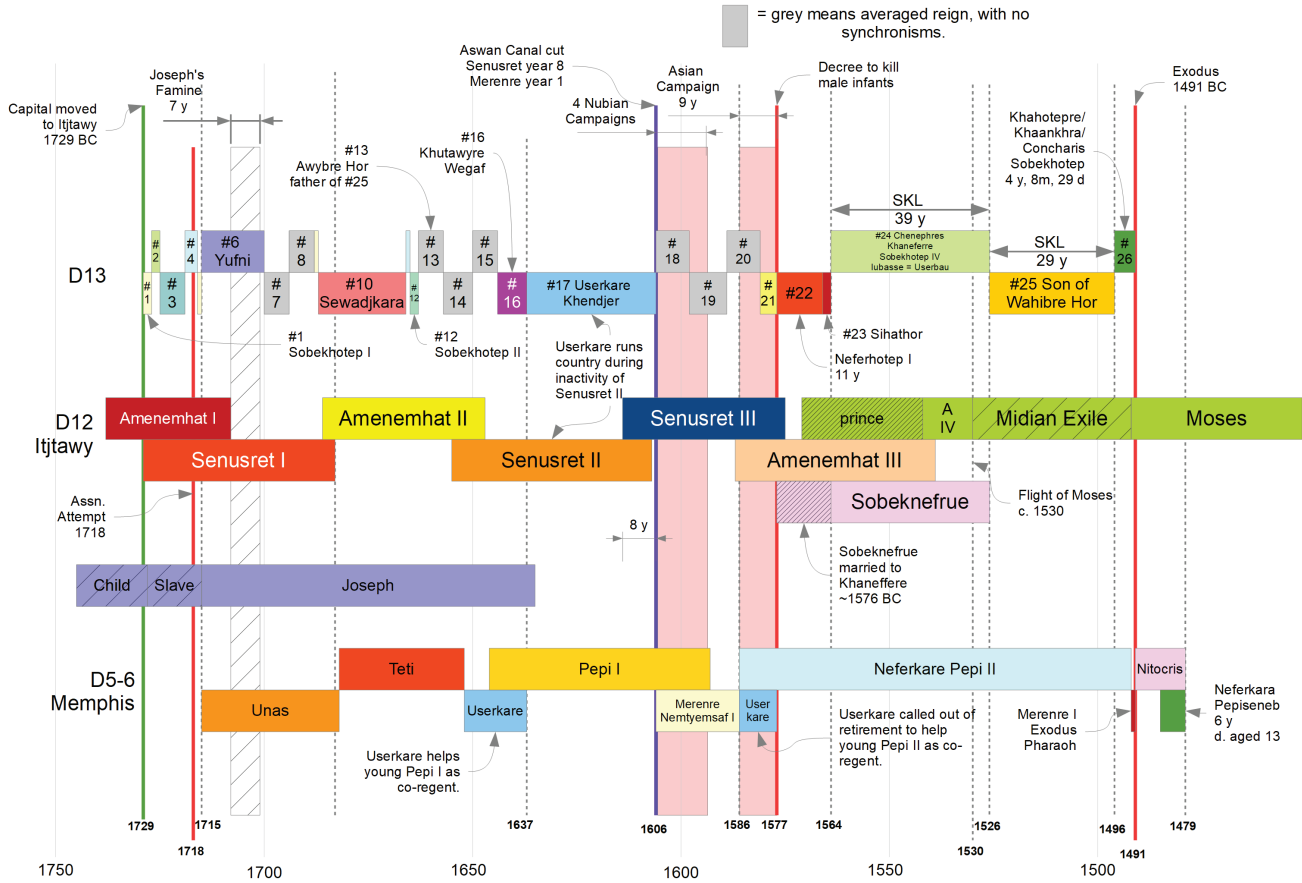 = grey means averaged reign, with no
synchronisms.
Capital moved
to Itjtawy
1729 BC
Joseph's
Famine
7 y
Aswan Canal cut
Senusret year 8
Merenre year 1
4 Nubian
Campaigns
Asian
Campaign
9 y
Decree to kill
male infants
Exodus
1491 BC
Khahotepre/
Khaankhra/
Concharis
Sobekhotep
4 y, 8m, 29 d
#13
Awybre Hor
father of #25
#16
Khutawyre
Wegaf
SKL
39 y
SKL
29 y
D13
#
1
#
2
#
3
#
4
#6
Yufni
#
7
#
8
#10
Sewadjkara
#
12
#
13
#
14
#
15
#
16
#17 Userkare
Khendjer
#
18
#
19
#
20
#
21
#22
#24 Chenephres
Khaneferre
Sobekhotep IV
Iubasse = Userbau
#25 Son of
Wahibre Hor
#
26
#1
Sobekhotep I
#12
Sobekhotep II
Userkare runs
country during
inactivity of
Senusret II
#23 Sihathor
Neferhotep I
11 y
D12
Itjtawy
Amenemhat I
Senusret I
Amenemhat II
Senusret II
Senusret III
Amenemhat III
prince
A
IV
Midian Exile
Moses
Sobeknefrue
Assn.
Attempt
1718
8 y
Flight of Moses
c. 1530
Sobeknefrue
married to
Khaneffere
~1576 BC
Child
Slave
Joseph
D5-6
Memphis
Unas
Teti
Userkare
Pepi I
Merenre
Nemtyemsaf I
User
kare
Neferkare Pepi II
Nitocris
Userkare helps
young Pepi I as
co-regent.
Userkare called out of
retirement to help
young Pepi II as co-
regent.
Merenre I
Exodus
Pharaoh
Neferkara
Pepiseneb
6 y
d. aged 13
1729
1718
1715
1637
1606
1586
1577
1564
1530
1526
1496
1491
1479
1750
1700
1650
1600
1550
1500